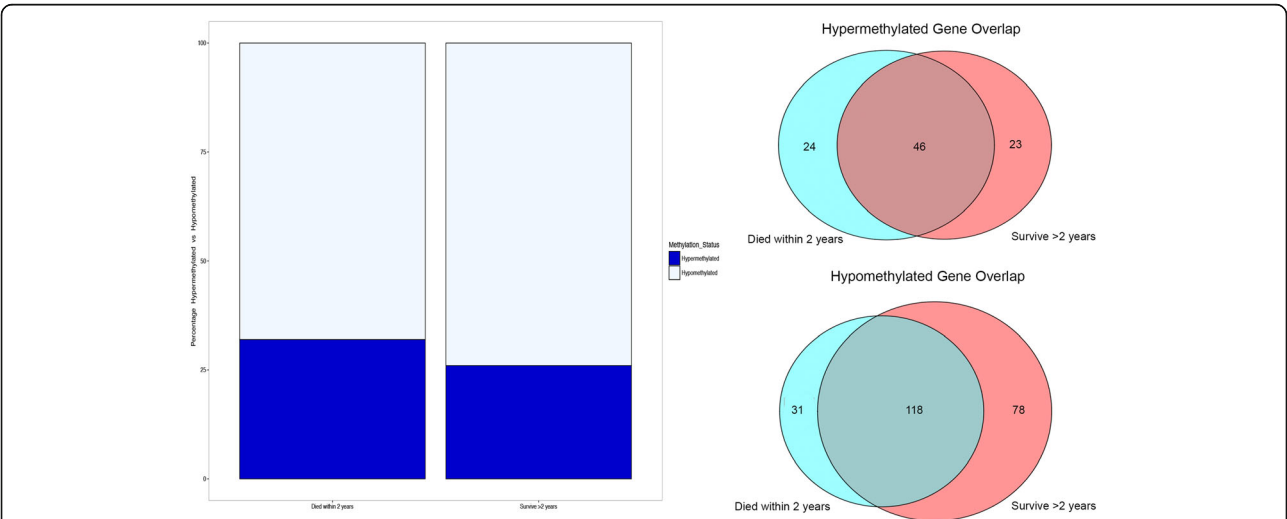 Percentage Hypermethylated vs Hypomethylated
100
75
50
25
0
Died within 2 years
Survive >2 years
Methylation_Status
Hypermethylated
Hypomethylated
Hypermethylated Gene Overlap
24
46
23
Died within 2 years
Survive >2 years
Hypomethylated Gene Overlap
31
118
78
Died within 2 years
Survive >2 years